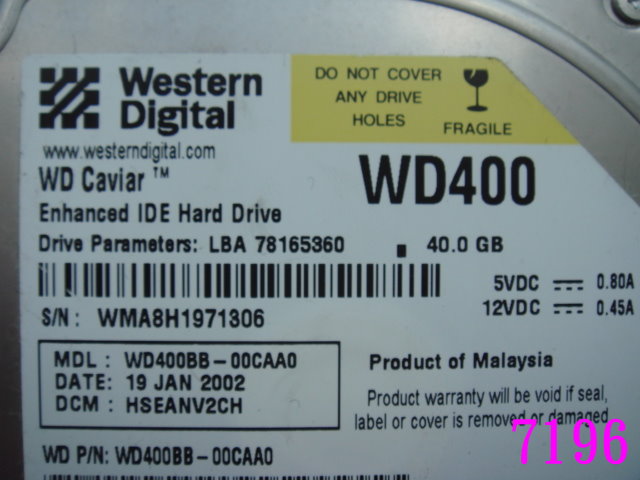 Western
Digital
DO NOT COVER
ANY DRIVE
HOLES
FRAGILE
www.westerndigital.com
WD Caviar ™
WD400
Enhanced IDE Hard Drive
Drive Parameters: LBA 78165360 40.0 GB
5VDC 0.80A
12VDC 0.45A
S/N: WMA8H1971306
MDL: WD400BB-00CAA0
DATE: 19 JAN 2002
DCM: HSEANV2CH
Product of Malaysia
Product warranty will be void if seal,
label or cover is removed or damaged
WD P/N: WD400BB-00CAA0
7196